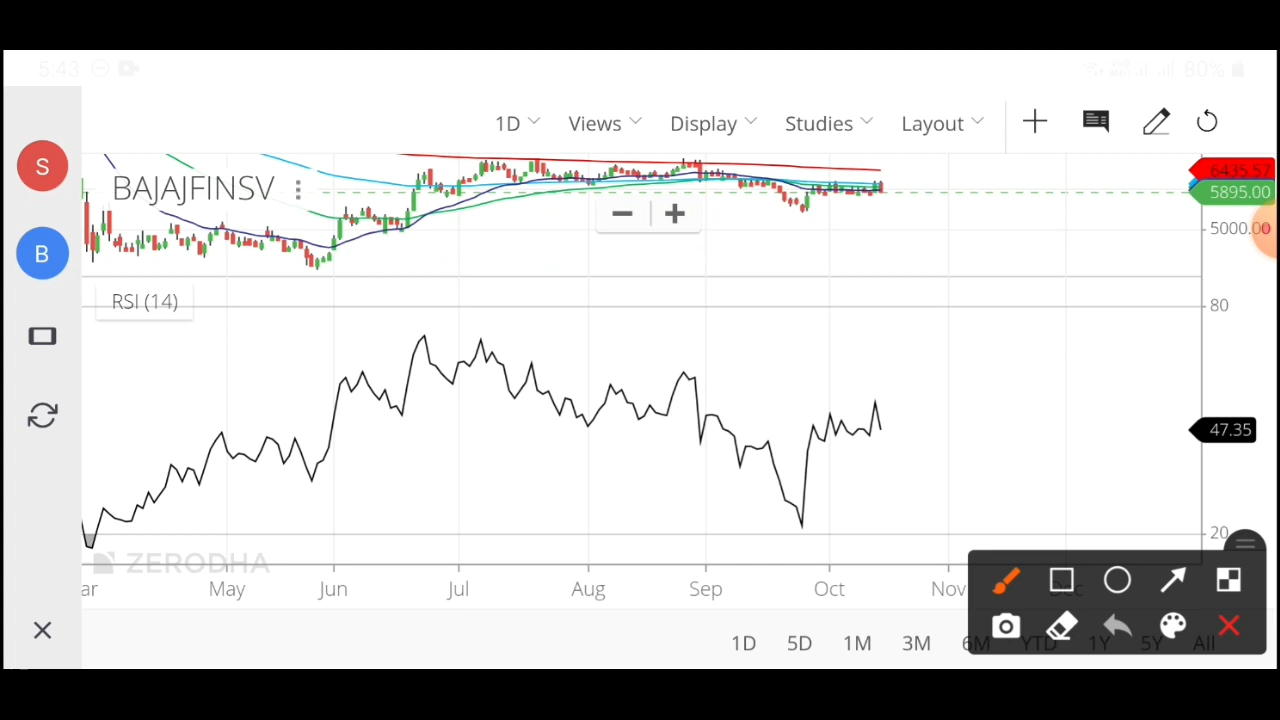 5:43 80%
1D Views Display Studies Layout
S
BAJAJFINSV
6435.57
5895.00
B
5000.00
RSI (14)
80
47.35
20
ZERODHA
ar May Jun Jul Aug Sep Oct Nov Dec
1D 5D 1M 3M 6M YTD 1Y 5Y All